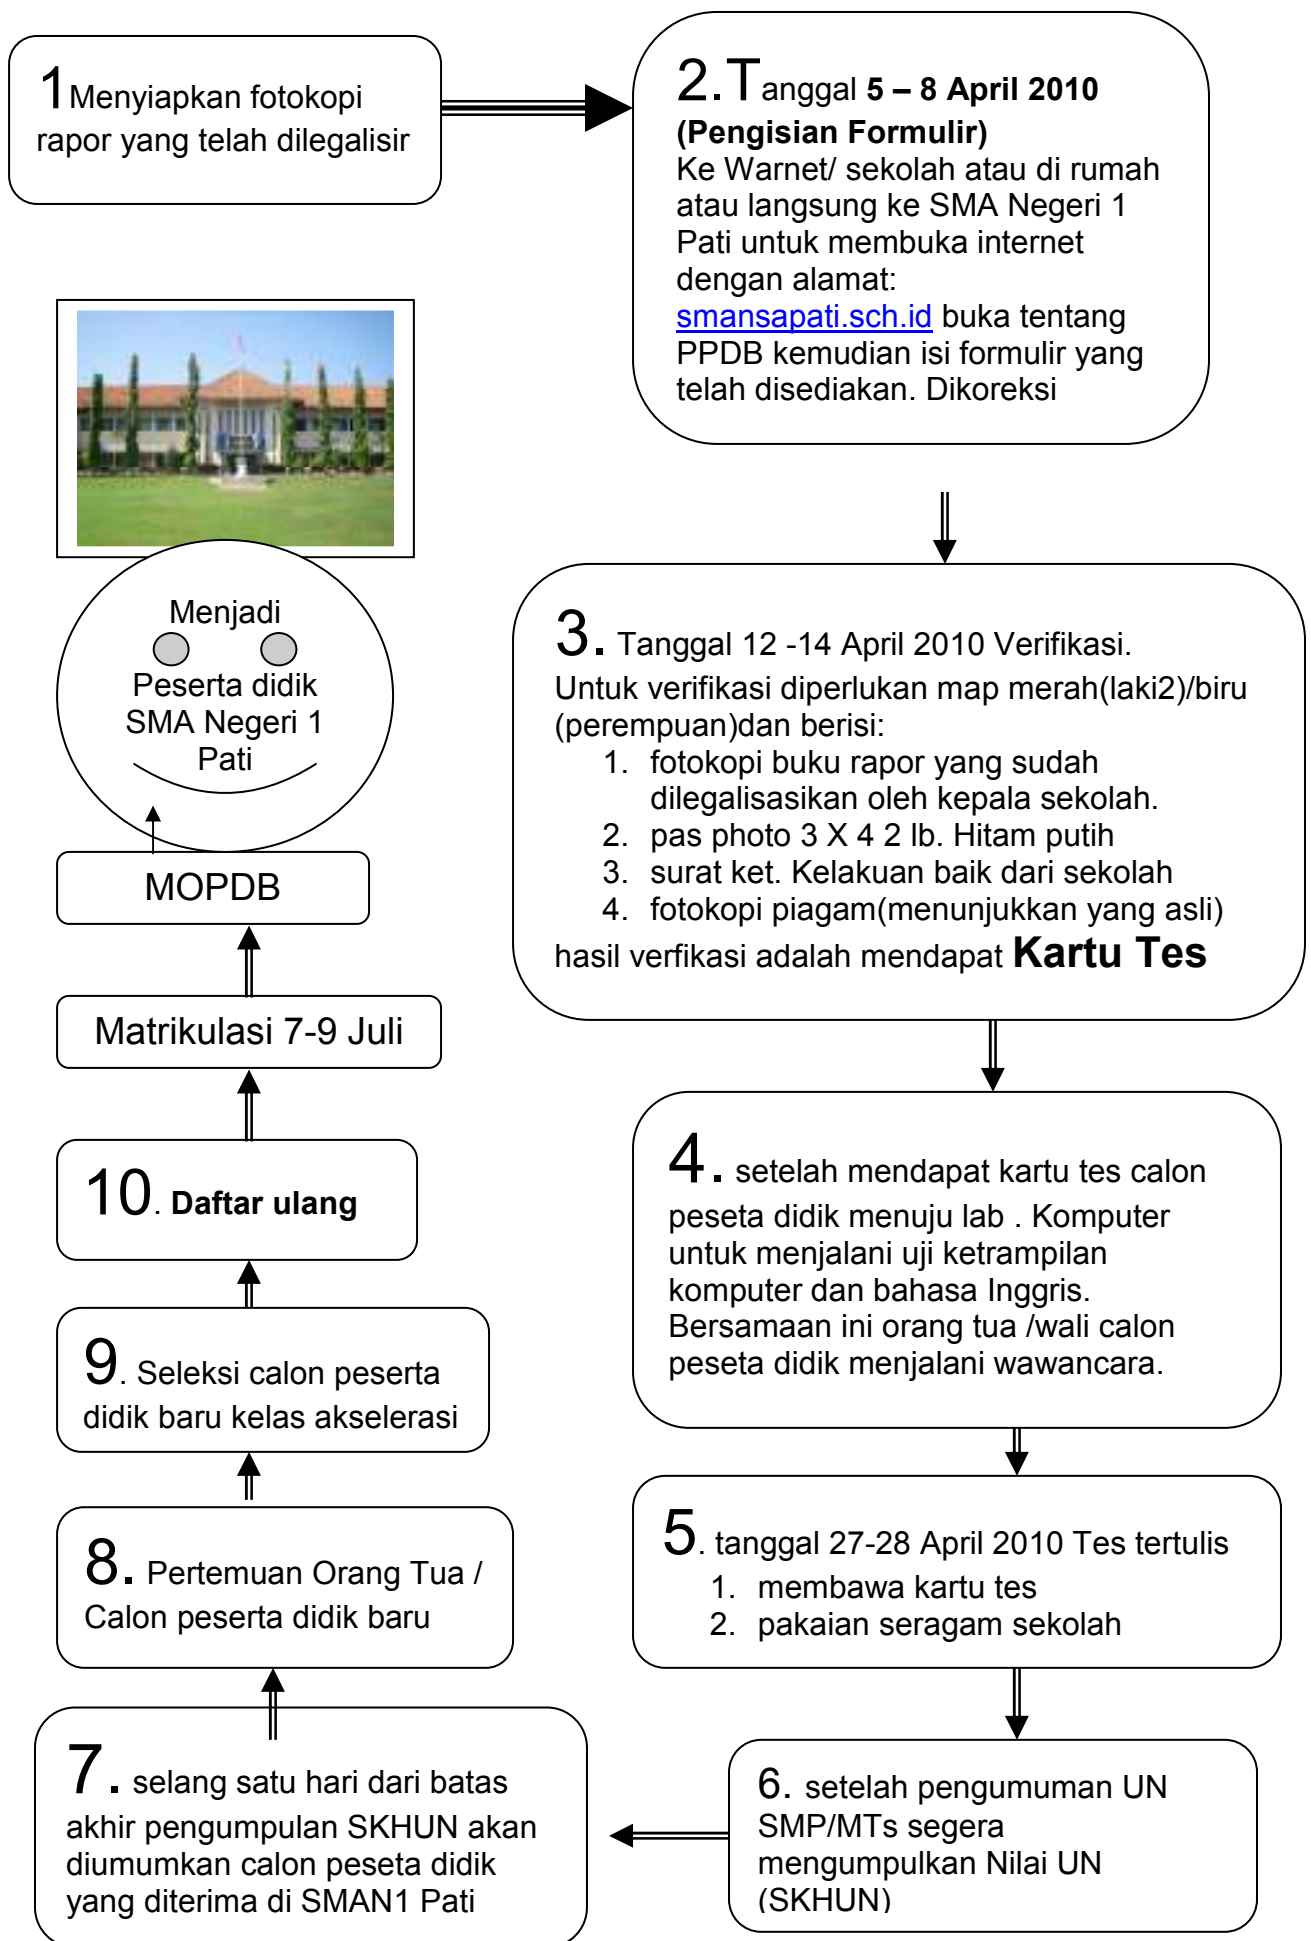 1 Menyiapkan fotokopi
rapor yang telah dilegalisir
2. Tanggal 5 – 8 April 2010
(Pengisian Formulir)
Ke Warnet/ sekolah atau di rumah
atau langsung ke SMA Negeri 1
Pati untuk membuka internet
dengan alamat:
smansapati.sch.id buka tentang
PPDB kemudian isi formulir yang
telah disediakan. Dikoreksi
3. Tanggal 12 -14 April 2010 Verifikasi.
Untuk verifikasi diperlukan map merah(laki2)/biru
(perempuan)dan berisi:
1. fotokopi buku rapor yang sudah
dilegalisasikan oleh kepala sekolah.
2. pas photo 3 X 4 2 lb. Hitam putih
3. surat ket. Kelakuan baik dari sekolah
4. fotokopi piagam(menunjukkan yang asli)
hasil verfikasi adalah mendapat Kartu Tes
4. setelah mendapat kartu tes calon
peseta didik menuju lab . Komputer
untuk menjalani uji ketrampilan
komputer dan bahasa Inggris.
Bersamaan ini orang tua /wali calon
peseta didik menjalani wawancara.
5. tanggal 27-28 April 2010 Tes tertulis
1. membawa kartu tes
2. pakaian seragam sekolah
6. setelah pengumuman UN
SMP/MTs segera
mengumpulkan Nilai UN
(SKHUN)
7. selang satu hari dari batas
akhir pengumpulan SKHUN akan
diumumkan calon peseta didik
yang diterima di SMAN1 Pati
8. Pertemuan Orang Tua /
Calon peserta didik baru
9. Seleksi calon peserta
didik baru kelas akselerasi
10. Daftar ulang
Matrikulasi 7-9 Juli
MOPDB
Menjadi
Peserta didik
SMA Negeri 1
Pati